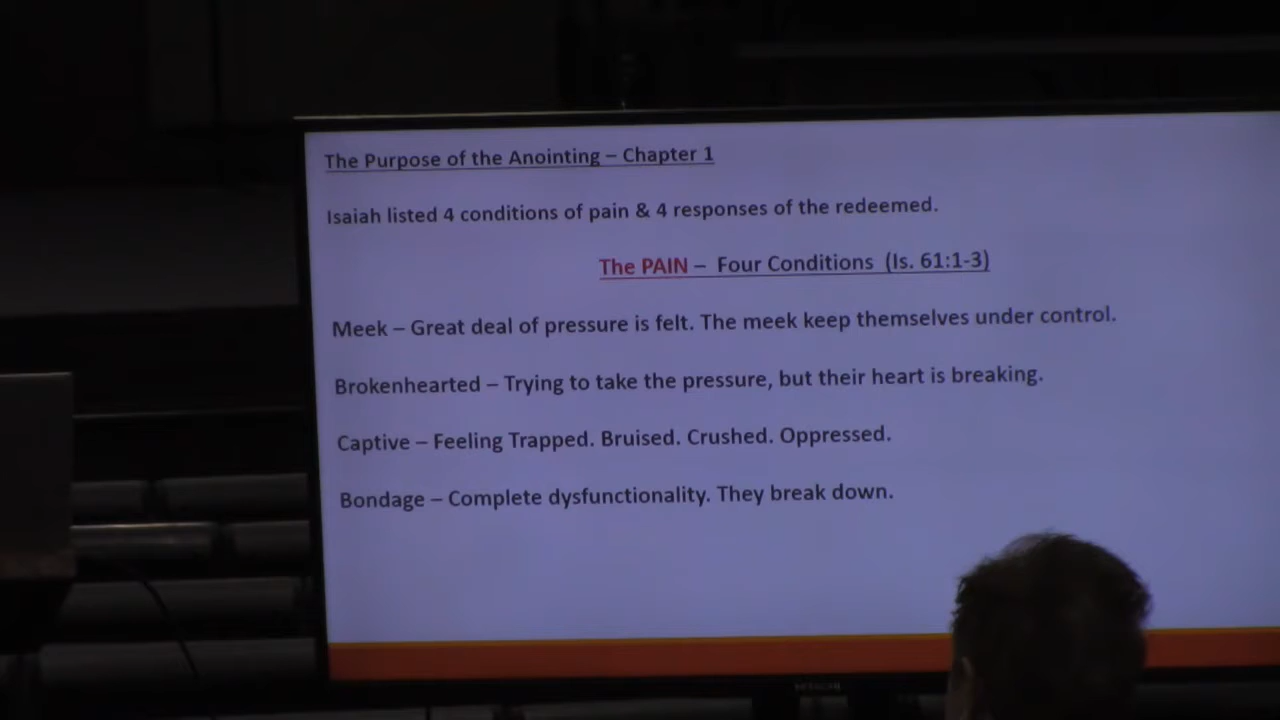 The Purpose of the Anointing – Chapter 1
Isaiah listed 4 conditions of pain & 4 responses of the redeemed.
The PAIN – Four Conditions (Is. 61:1-3)
Meek – Great deal of pressure is felt. The meek keep themselves under control.
Brokenhearted – Trying to take the pressure, but their heart is breaking.
Captive – Feeling Trapped. Bruised. Crushed. Oppressed.
Bondage – Complete dysfunctionality. They break down.
HITACHI